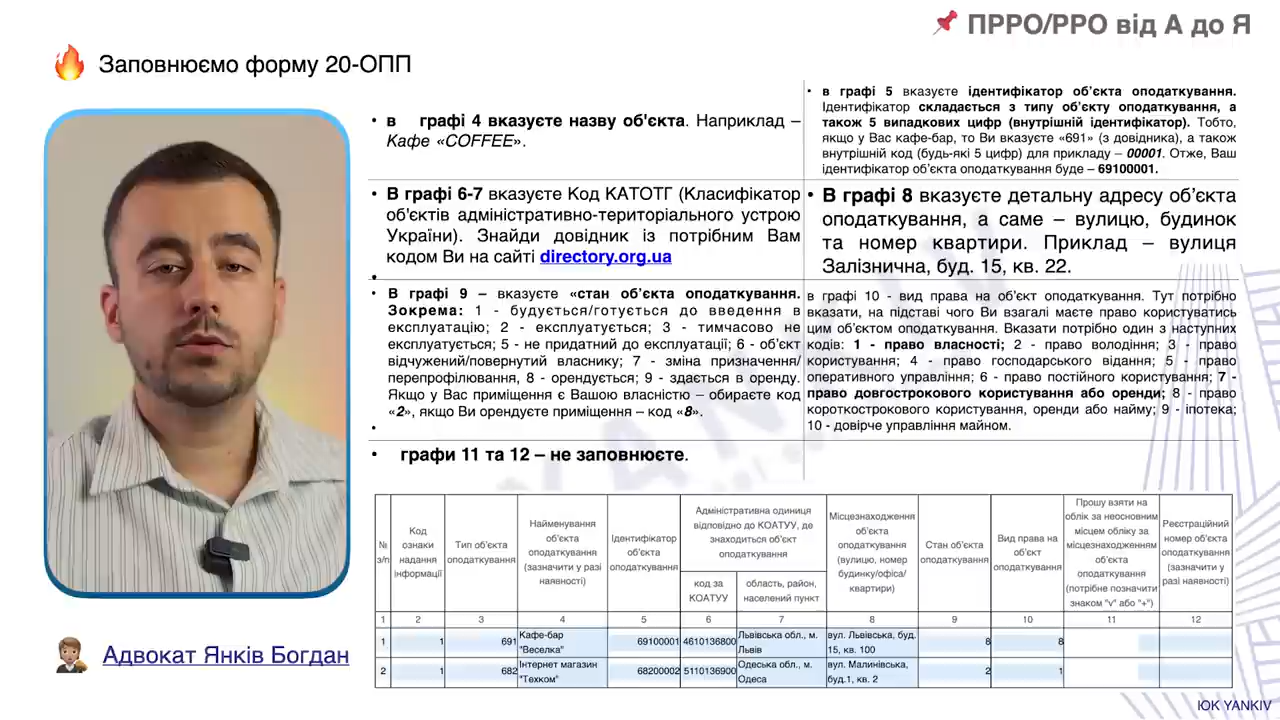 📌 ПРРО/РРО від А до Я
🔥 Заповнюємо форму 20-ОПП
• в графі 4 вказуєте назву об'єкта. Наприклад –
Кафе «COFFEE».
• в графі 5 вказуєте ідентифікатор об'єкта оподаткування.
Ідентифікатор складається з типу об'єкту оподаткування, а
також 5 випадкових цифр (внутрішній ідентифікатор). Тобто,
якщо у Вас кафе-бар, то Ви вказуєте «691» (з довідника), а також
внутрішній код (будь-які 5 цифр) для прикладу – 00001. Отже, Ваш
ідентифікатор об'єкта оподаткування буде – 69100001.
• В графі 6-7 вказуєте Код КАТОТГ (Класифікатор
об'єктів адміністративно-територіального устрою
України). Знайди довідник із потрібним Вам
кодом Ви на сайті directory.org.ua
•
• В графі 8 вказуєте детальну адресу об'єкта
оподаткування, а саме – вулицю, будинок
та номер квартири. Приклад – вулиця
Залізнична, буд. 15, кв. 22.
• В графі 9 – вказуєте «стан об'єкта оподаткування.
Зокрема: 1 - будується/готується до введення в
експлуатацію; 2 - експлуатується; 3 - тимчасово не
експлуатується; 5 - не придатний до експлуатації; 6 - об'єкт
відчужений/повернутий власнику; 7 - зміна призначення/
перепрофілювання, 8 - орендується; 9 - здається в оренду.
Якщо у Вас приміщення є Вашою власністю – обираєте код
«2», якщо Ви орендуєте приміщення – код «8».
•
в графі 10 - вид права на об'єкт оподаткування. Тут потрібно
вказати, на підставі чого Ви взагалі маєте право користуватись
цим об'єктом оподаткування. Вказати потрібно один з наступних
кодів: 1 - право власності; 2 - право володіння; 3 - право
користування; 4 - право господарського відання; 5 - право
оперативного управління; 6 - право постійного користування; 7 -
право довгострокового користування або оренди; 8 - право
короткострокового користування, оренди або найму; 9 - іпотека;
10 - довірче управління майном.
• графи 11 та 12 – не заповнюєте.
№ з/п
Код ознаки надання інформації
Тип об'єкта оподаткування
Найменування об'єкта оподаткування (зазначити у разі наявності)
Ідентифікатор об'єкта оподаткування
Адміністративна одиниця відповідно до КОАТУУ, де знаходиться об'єкт оподаткування
код за КОАТУУ
область, район, населений пункт
Місцезнаходження об'єкта оподаткування (вулицю, номер будинку/офіса/ квартири)
Стан об'єкта оподаткування
Вид права на об'єкт оподаткування
Прошу взяти на облік за неосновним місцем обліку за місцезнаходженням об'єкта оподаткування (потрібне позначити знаком "v" або "+")
Реєстраційний номер об'єкта оподаткування (зазначити у разі наявності)
1 2 3 4 5 6 7 8 9 10 11 12
1 1 691 Кафе-бар "Веселка" 69100001 4610136800 Львівська обл., м. Львів вул. Львівська, буд. 15, кв. 100 8 8
2 1 682 Інтернет магазин "Техком" 68200002 5110136900 Одеська обл., м. Одеса вул. Малинівська, буд.1, кв. 2 2 1
Адвокат Янків Богдан
ЮК YANKIV